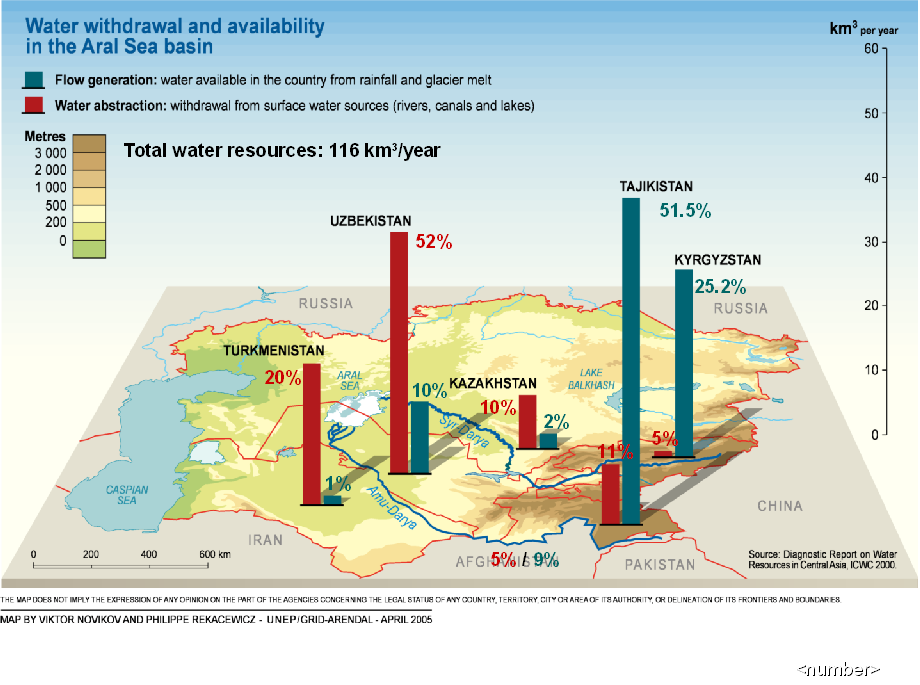 Water withdrawal and availability
in the Aral Sea basin
km3 per year
60
50
40
30
20
10
0
Flow generation: water available in the country from rainfall and glacier melt
Water abstraction: withdrawal from surface water sources (rivers, canals and lakes)
Metres
3 000
2 000
1 000
500
200
0
Total water resources: 116 km3/year
TAJIKISTAN
51.5%
UZBEKISTAN
52%
KYRGYZSTAN
25.2%
RUSSIA
RUSSIA
TURKMENISTAN
20%
ARAL
SEA
10%
KAZAKHSTAN
10%
2%
LAKE
BALKHASH
Syr-Darya
11%
5%
1%
Amu-Darya
CASPIAN
SEA
CHINA
IRAN
AFGHANISTAN
5% / 9%
PAKISTAN
0 200 400 600 km
Source: Diagnostic Report on Water
Resources in Central Asia, ICWC 2000.
THE MAP DOES NOT IMPLY THE EXPRESSION OF ANY OPINION ON THE PART OF THE AGENCIES CONCERNING THE LEGAL STATUS OF ANY COUNTRY, TERRITORY, CITY OR AREA OF ITS AUTHORITY, OR DELINEATION OF ITS FRONTIERS AND BOUNDARIES.
MAP BY VIKTOR NOVIKOV AND PHILIPPE REKACEWICZ - UNEP/GRID-ARENDAL - APRIL 2005
<number>